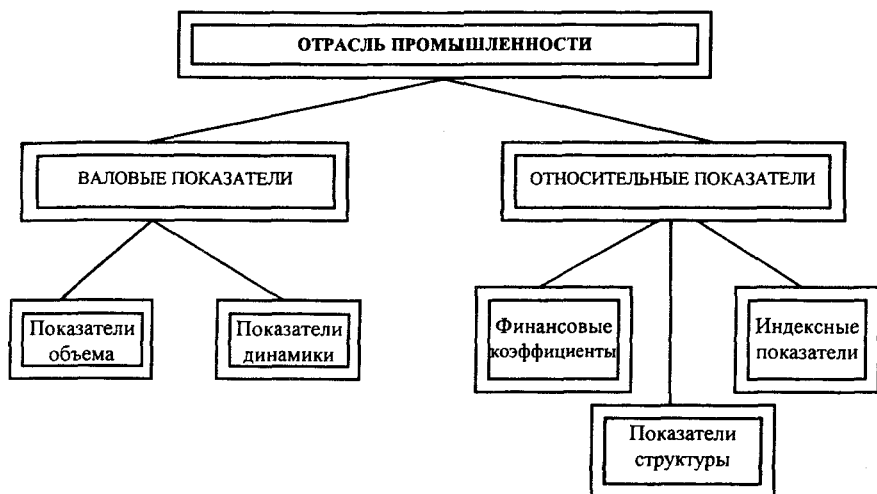 ОТРАСЛЬ ПРОМЫШЛЕННОСТИ
ВАЛОВЫЕ ПОКАЗАТЕЛИ
ОТНОСИТЕЛЬНЫЕ ПОКАЗАТЕЛИ
Показатели
объема
Показатели
динамики
Финансовые
коэффициенты
Индексные
показатели
Показатели
структуры